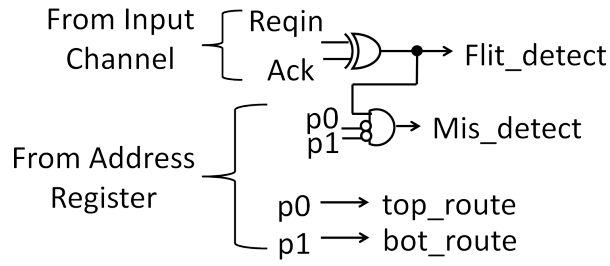 From Input
Channel
Reqin
Ack
Flit_detect
p0
p1
Mis_detect
From Address
Register
p0
top_route
p1
bot_route